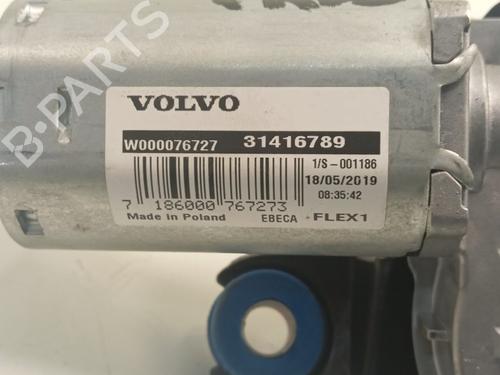 B-PARTS
VOLVO
W000076727 31416789
1/S-001186
18/05/2019
08:35:42
7 186000 767273
Made in Poland EBECA FLEX1